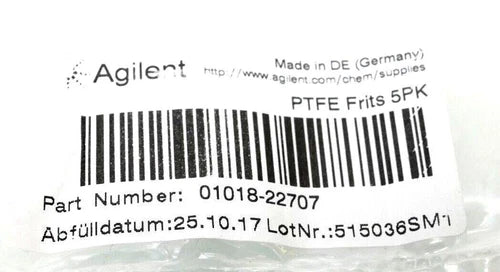 Agilent
Made in DE (Germany)
http://www.agilent.com/chem/supplies
PTFE Frits 5PK
Part Number: 01018-22707
Abfülldatum:25.10.17 LotNr.:515036SM1